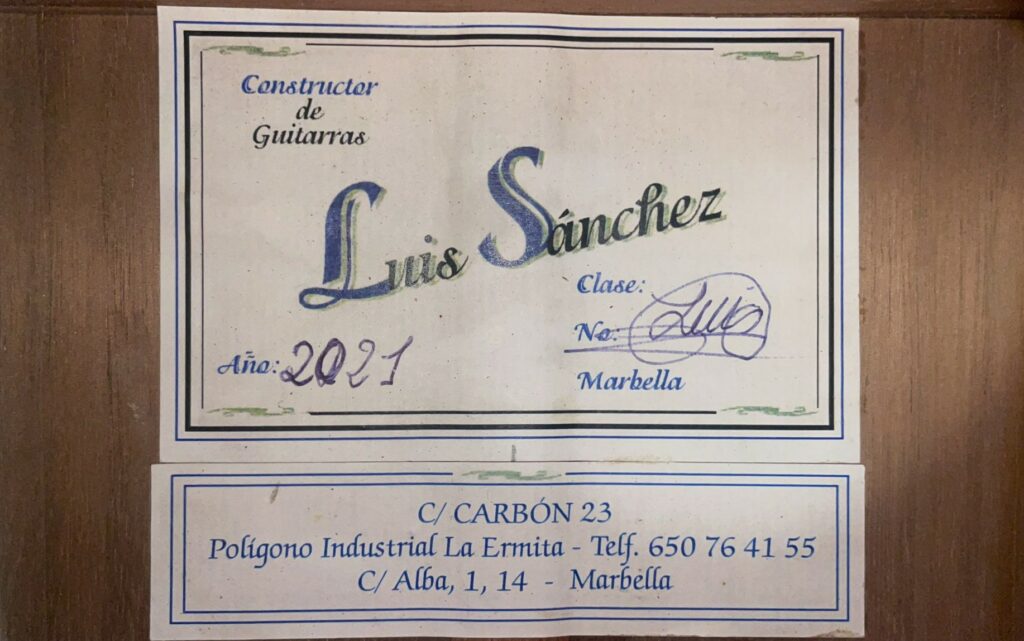 Constructor
de
Guitarras
Luis Sánchez
Clase:
No: Luis
Año: 2021
Marbella
C/ CARBÓN 23
Polígono Industrial La Ermita - Telf. 650 76 41 55
C/ Alba, 1, 14 - Marbella